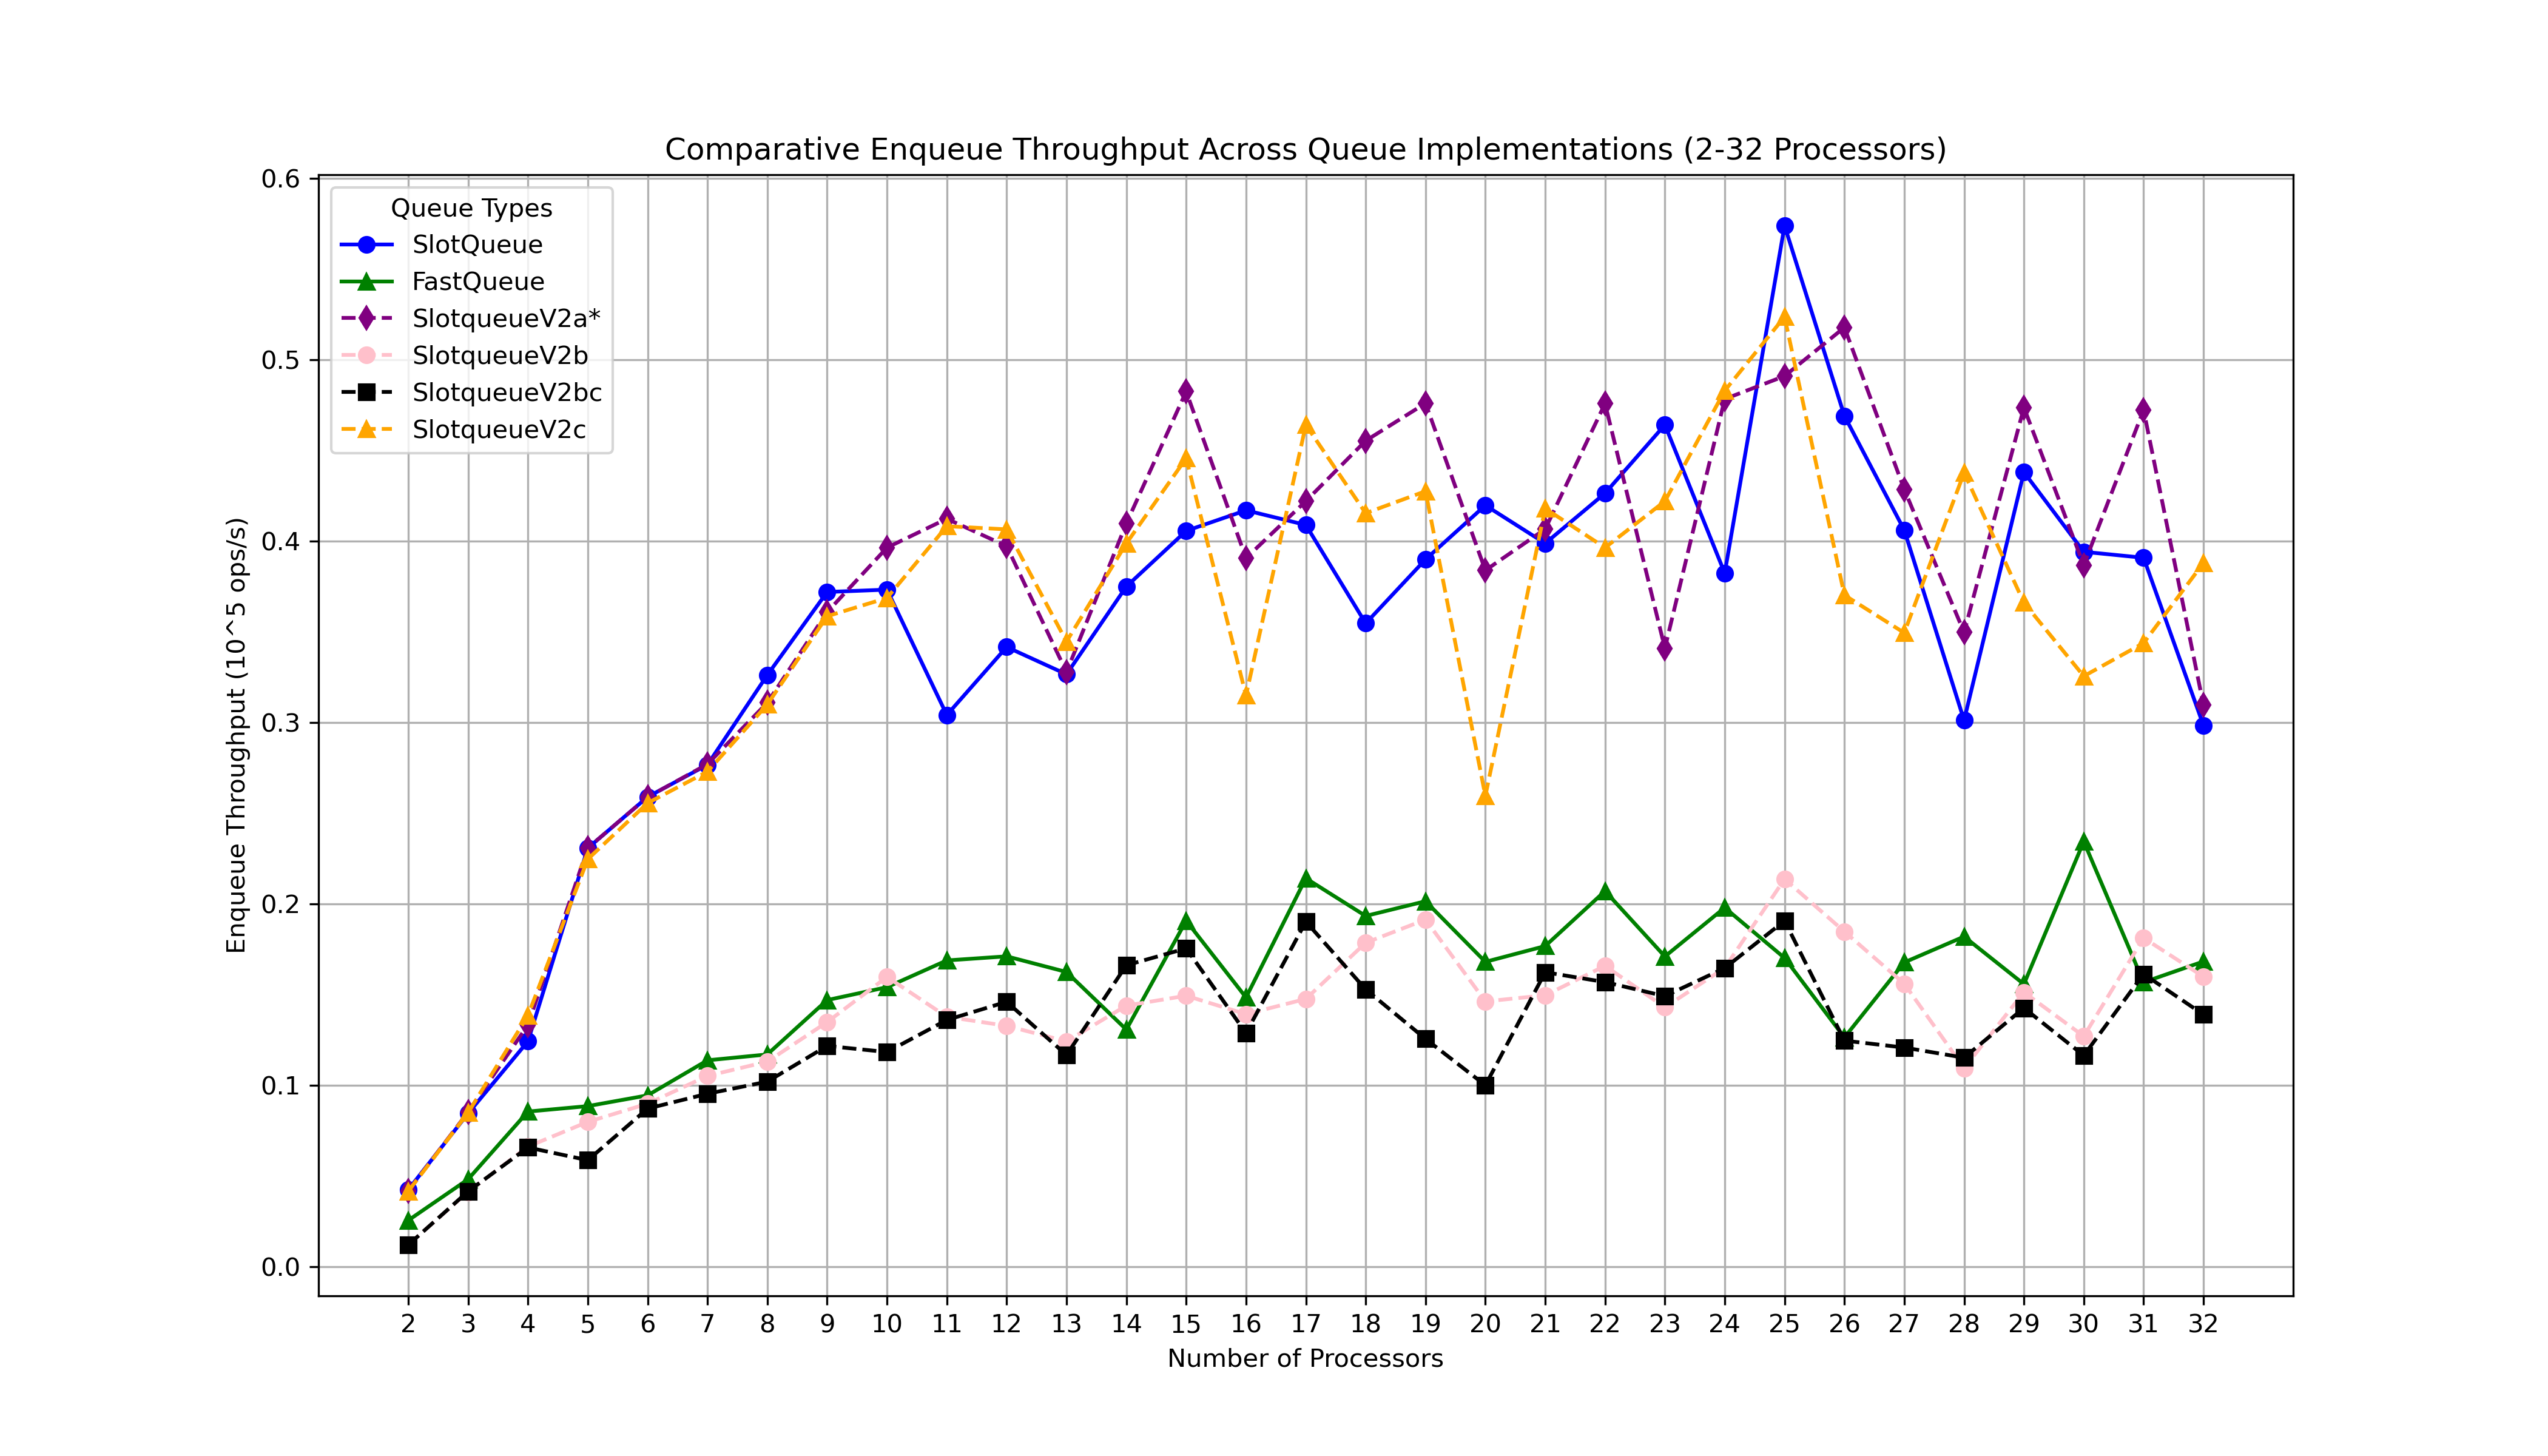 Comparative Enqueue Throughput Across Queue Implementations (2-32 Processors)
Queue Types
SlotQueue
FastQueue
SlotqueueV2a*
SlotqueueV2b
SlotqueueV2bc
SlotqueueV2c
Enqueue Throughput (10^5 ops/s)
0.6
0.5
0.4
0.3
0.2
0.1
0.0
2 3 4 5 6 7 8 9 10 11 12 13 14 15 16 17 18 19 20 21 22 23 24 25 26 27 28 29 30 31 32
Number of Processors